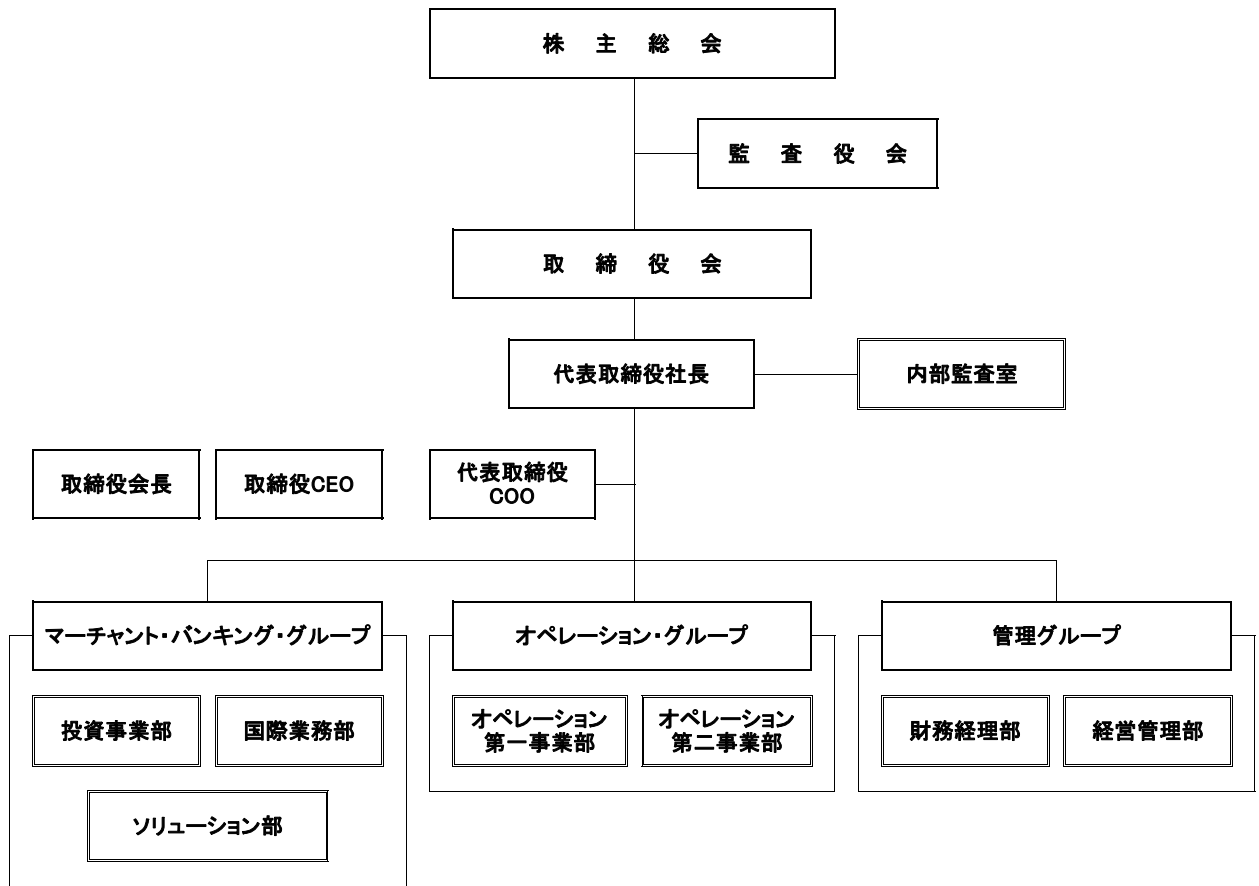 株主総会
監査役会
取締役会
代表取締役社長
内部監査室
取締役会長
取締役CEO
代表取締役
COO
マーチャント・バンキング・グループ
オペレーション・グループ
管理グループ
投資事業部
国際業務部
オペレーション
第一事業部
オペレーション
第二事業部
財務経理部
経営管理部
ソリューション部